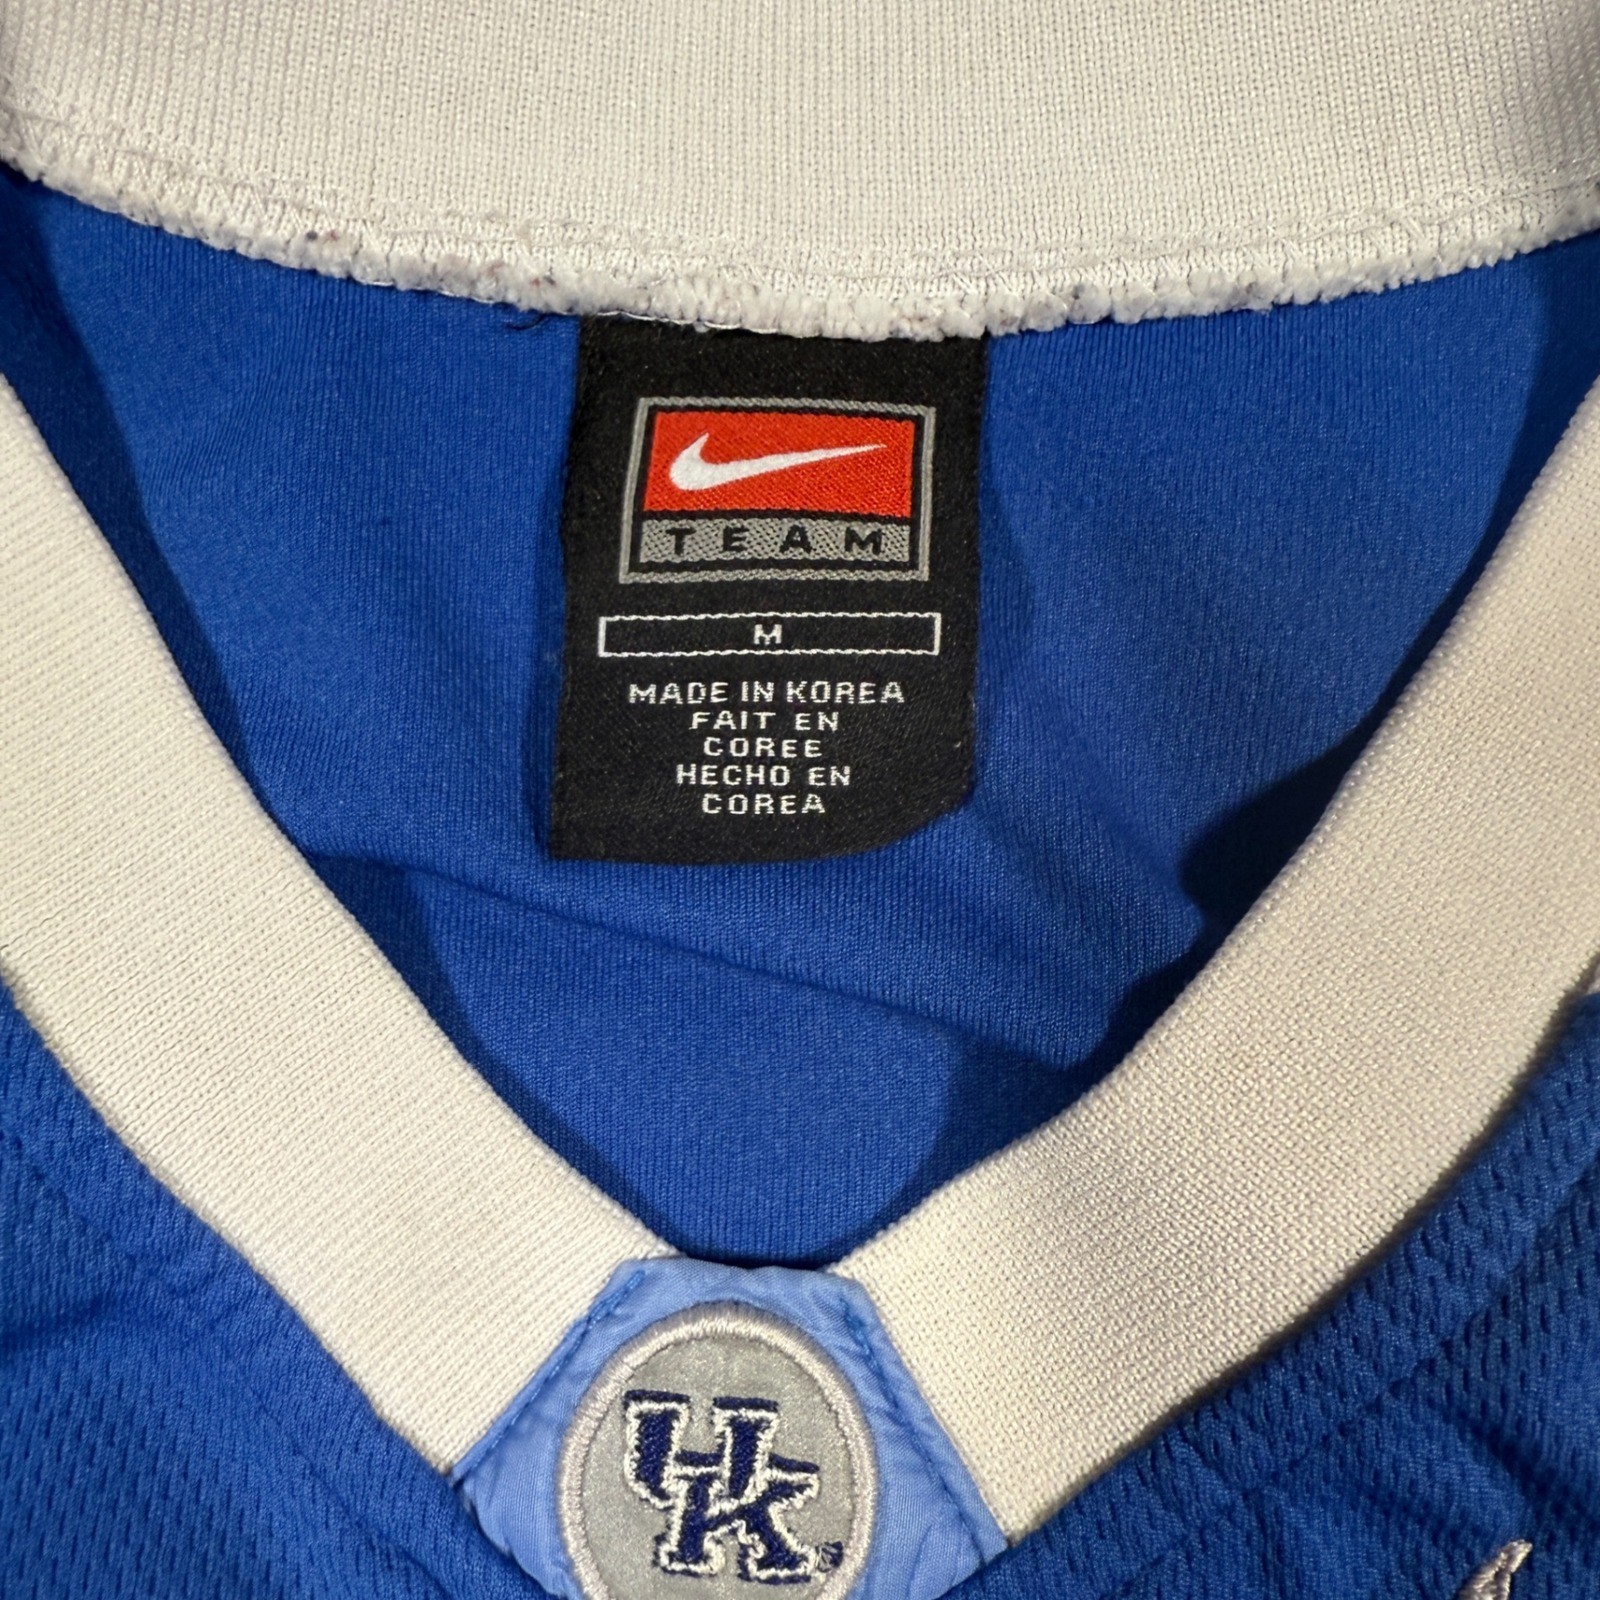 TEAM
M
MADE IN KOREA
FAIT EN
COREE
HECHO EN
COREA
UK